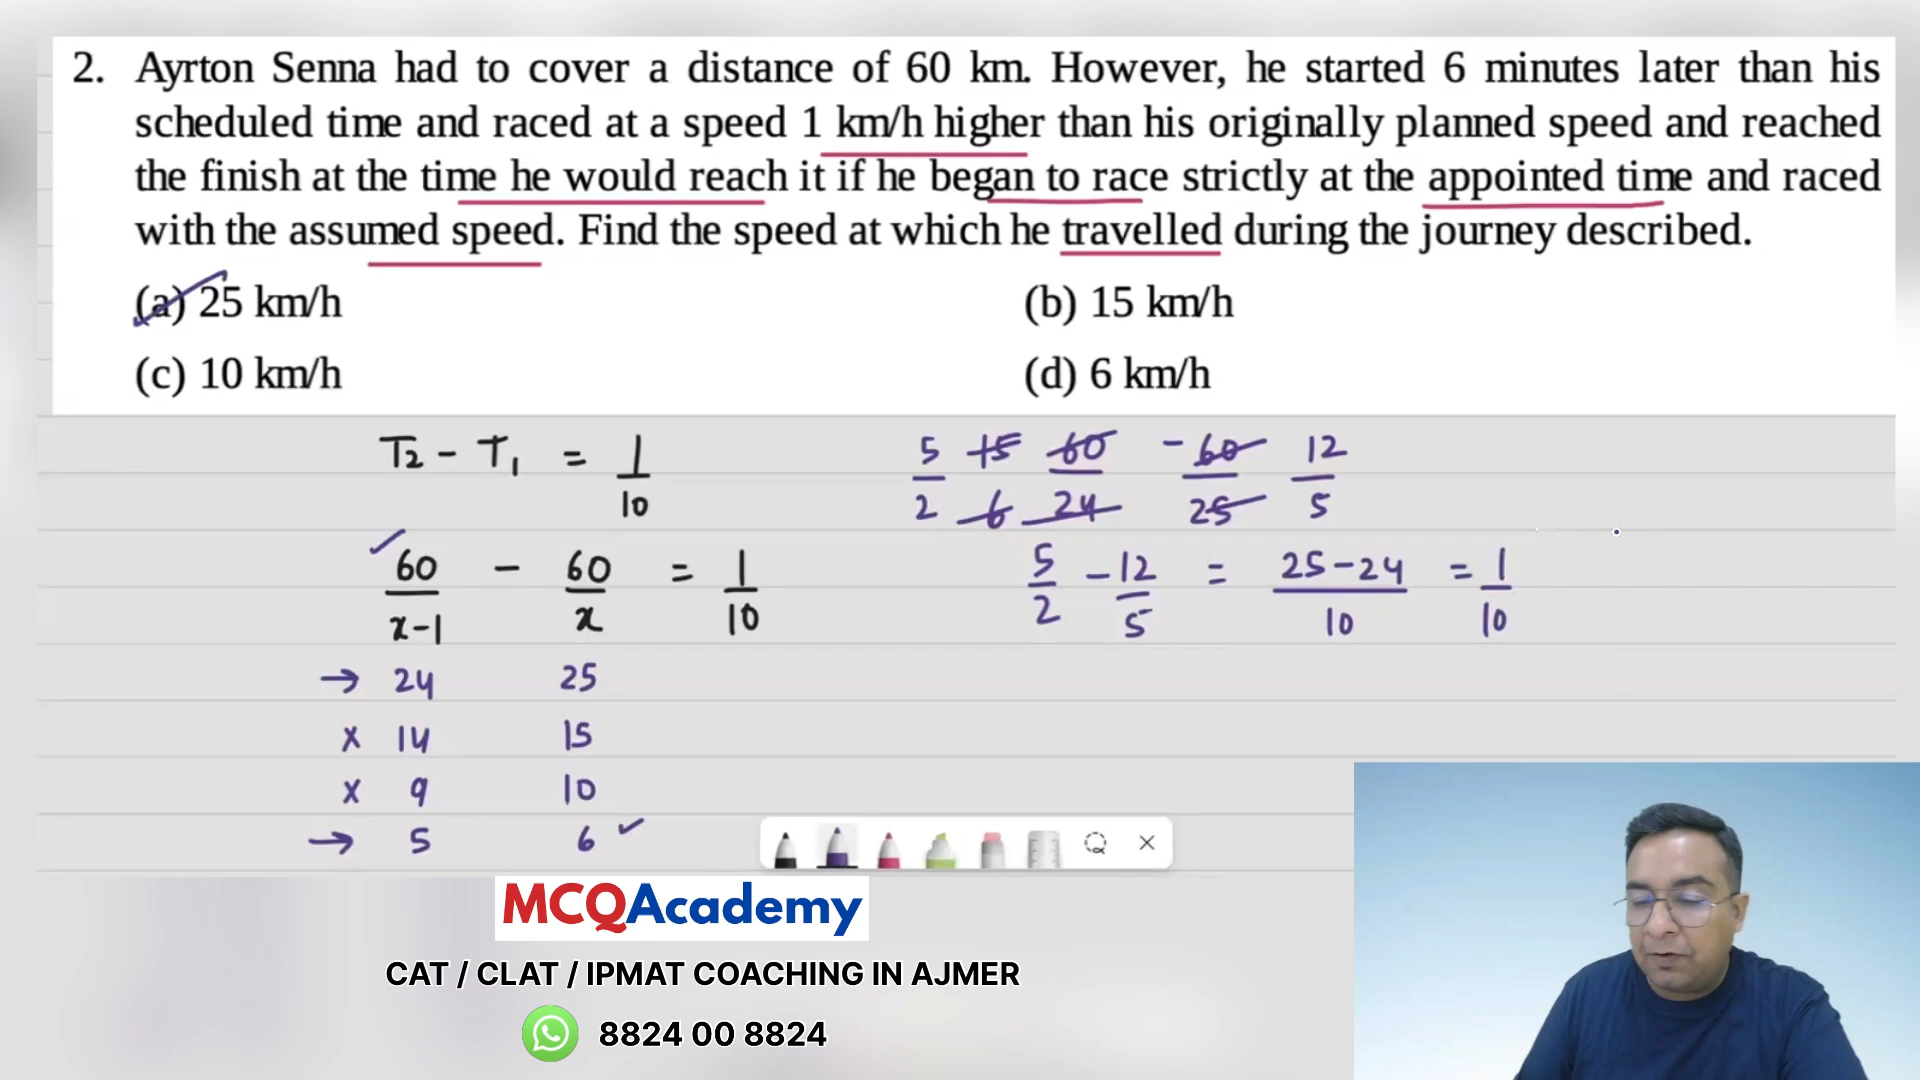 2. Ayrton Senna had to cover a distance of 60 km. However, he started 6 minutes later than his
scheduled time and raced at a speed 1 km/h higher than his originally planned speed and reached
the finish at the time he would reach it if he began to race strictly at the appointed time and raced
with the assumed speed. Find the speed at which he travelled during the journey described.
(a) 25 km/h (b) 15 km/h
(c) 10 km/h (d) 6 km/h
T2 - T1 = 1/10
5/2 15/6 60/24 - 60/25 12/5
60/x-1 - 60/x = 1/10
5/2 - 12/5 = 25-24/10 = 1/10
→ 24 25
x 14 15
x 9 10
→ 5 6 ✓
MCQAcademy
CAT / CLAT / IPMAT COACHING IN AJMER
8824 00 8824